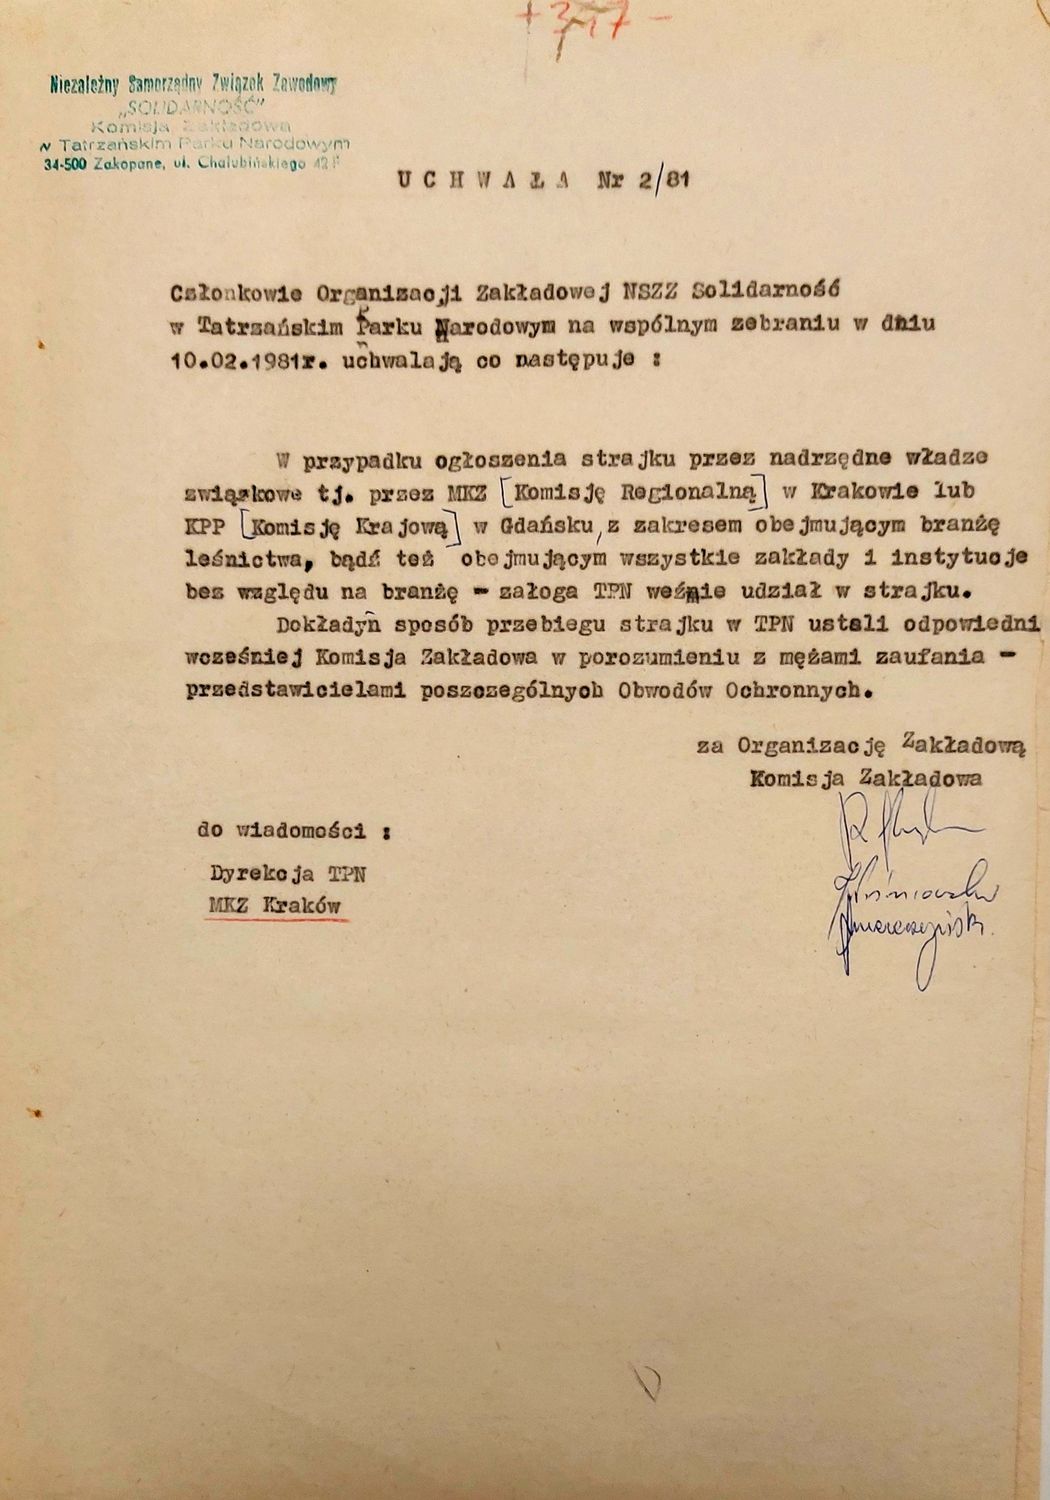 +317-
Niezależny Samorządny Związek Zawodowy
„SOLIDARNOŚĆ”
Komisja Zakładowa
w Tatrzańskim Parku Narodowym
34-500 Zakopane, ul. Chałubińskiego 42
U C H W A Ł A Nr 2/81
Członkowie Organizacji Zakładowej NSZZ Solidarność
w Tatrzańskim Parku Narodowym na wspólnym zebraniu w dniu
10.02.1981r. uchwalają co następuje :
W przypadku ogłoszenia strajku przez nadrzędne władze
związkowe tj. przez MKZ [Komisję Regionalną] w Krakowie lub
KPP [Komisję Krajową] w Gdańsku, z zakresem obejmującym branżę
leśnictwa, bądź też obejmującym wszystkie zakłady i instytucje
bez względu na branżę - załoga TPN weźmie udział w strajku.
Dokładyn sposób przebiegu strajku w TPN ustali odpowiedni
wcześniej Komisja Zakładowa w porozumieniu z mężami zaufania -
przedstawicielami poszczególnych Obwodów Ochronnych.
za Organizację Zakładową
Komisja Zakładowa
do wiadomości :
Dyrekcja TPN
MKZ Kraków